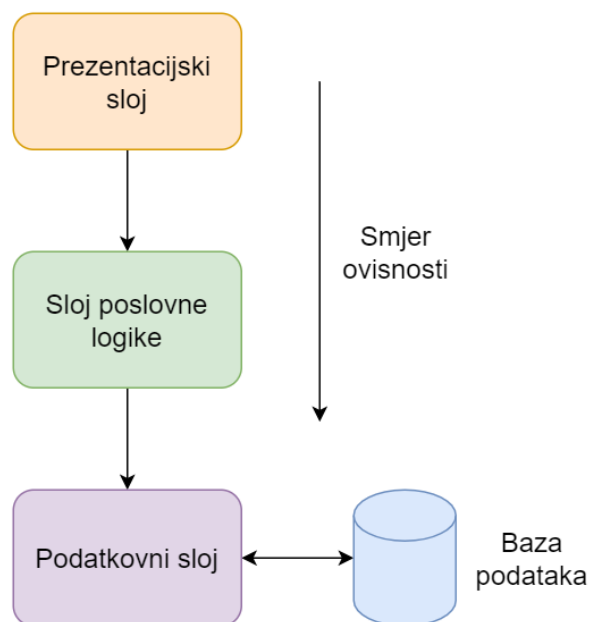 Prezentacijski
sloj
Smjer
ovisnosti
Sloj poslovne
logike
Podatkovni sloj
Baza
podataka